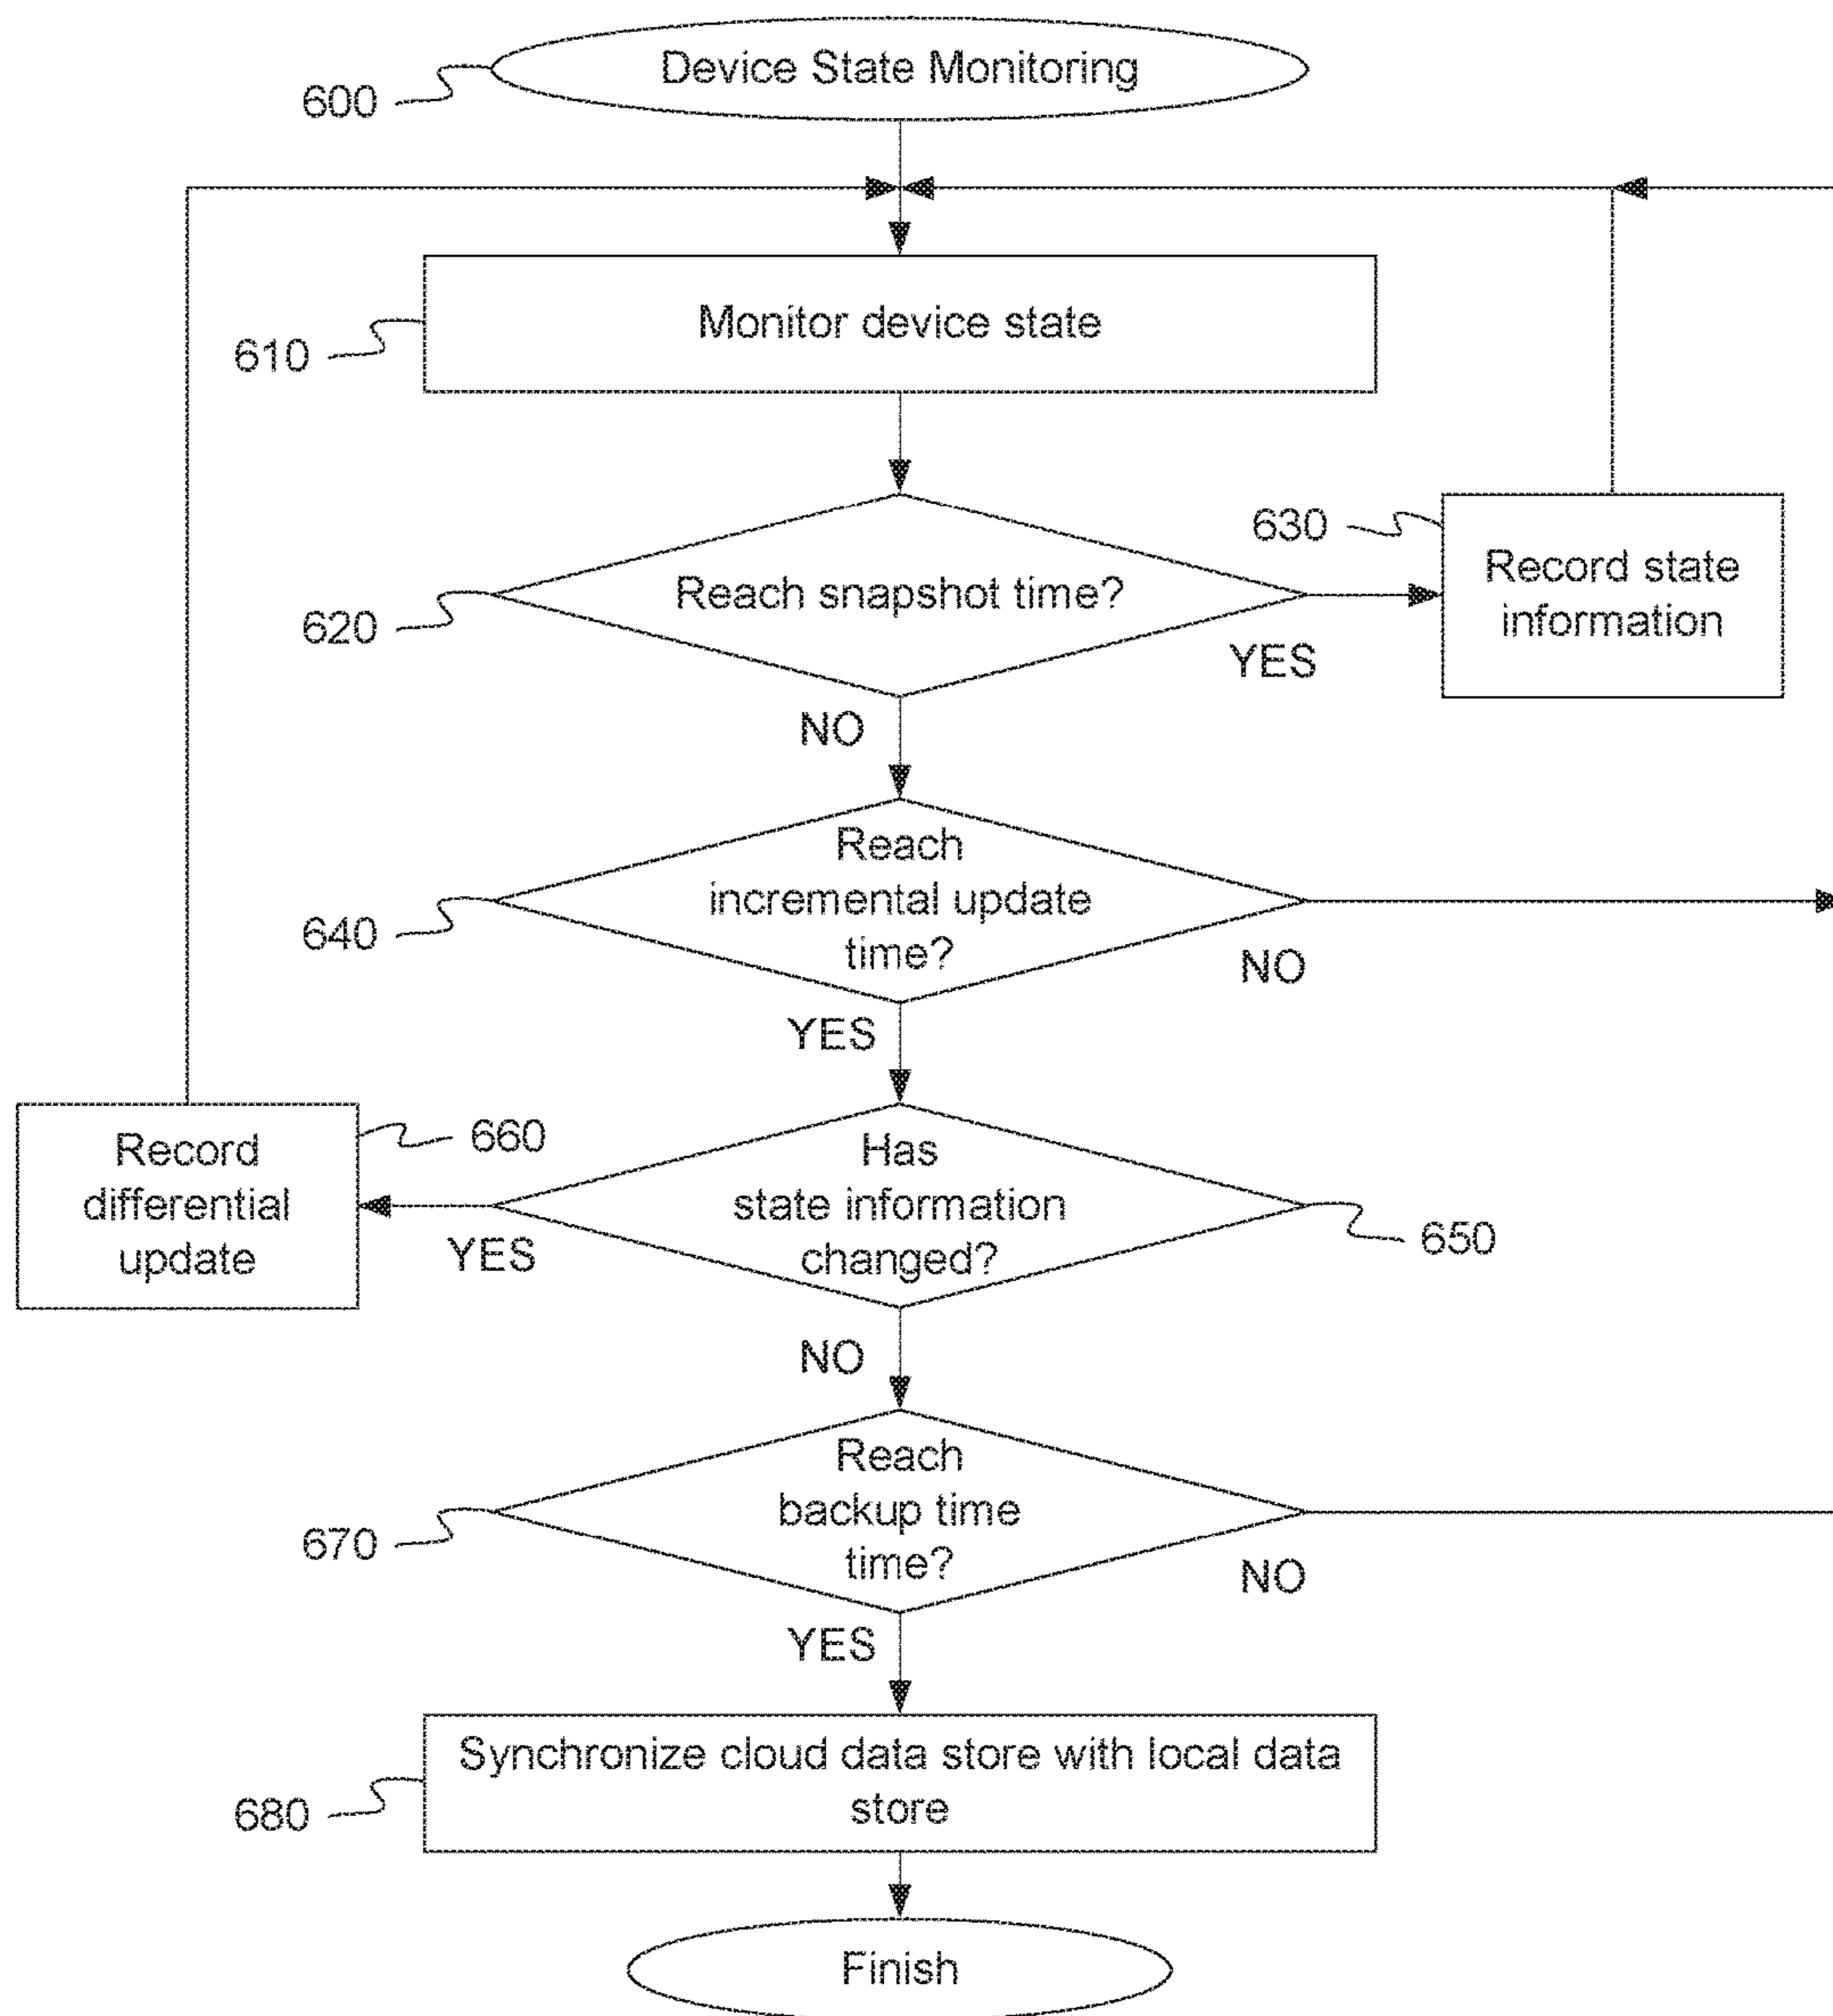 600
Device State Monitoring
610
Monitor device state
620
Reach snapshot time?
YES
NO
630
Record state
information
640
Reach
incremental update
time?
NO
YES
Record
differential
update
660
YES
Has
state information
changed?
650
NO
670
Reach
backup time
time?
NO
YES
680
Synchronize cloud data store with local data
store
Finish